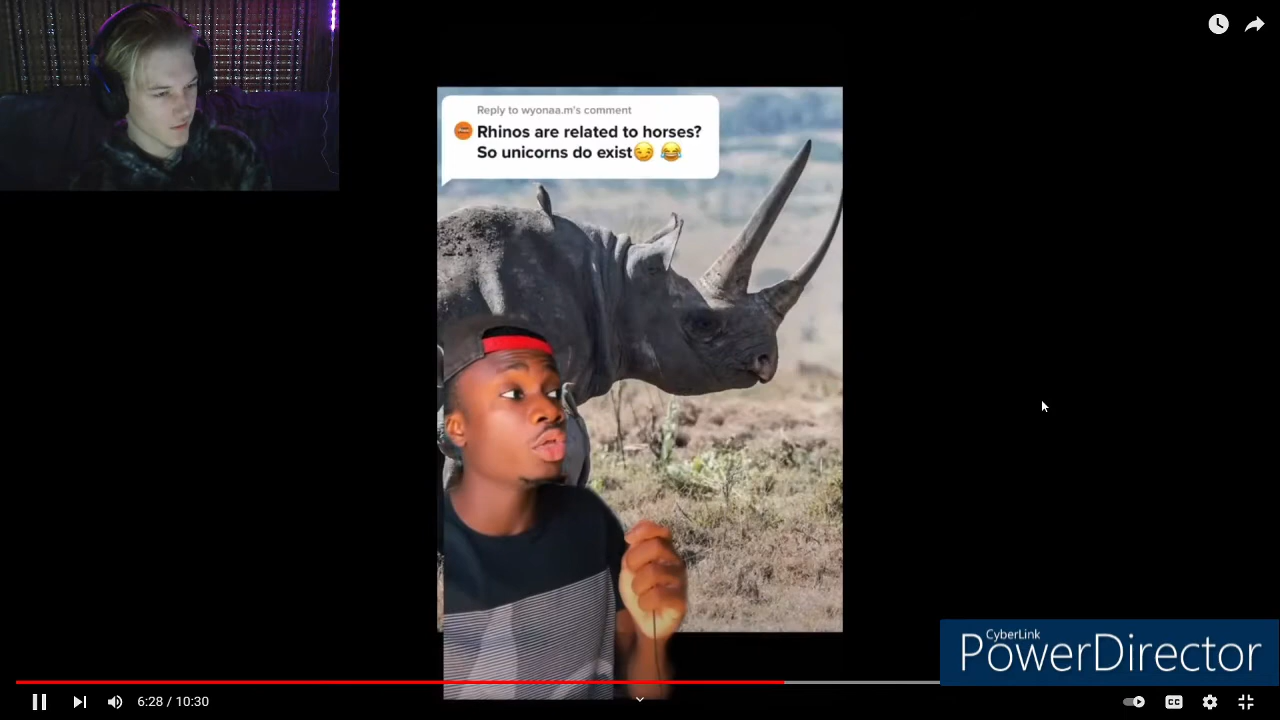 Reply to wyonaa.m's comment
Rhinos are related to horses?
So unicorns do exist😏 😂
CyberLink
PowerDirector
6:28 / 10:30
CC